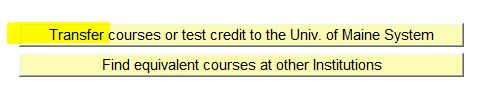 Transfer courses or test credit to the Univ. of Maine System
Find equivalent courses at other Institutions